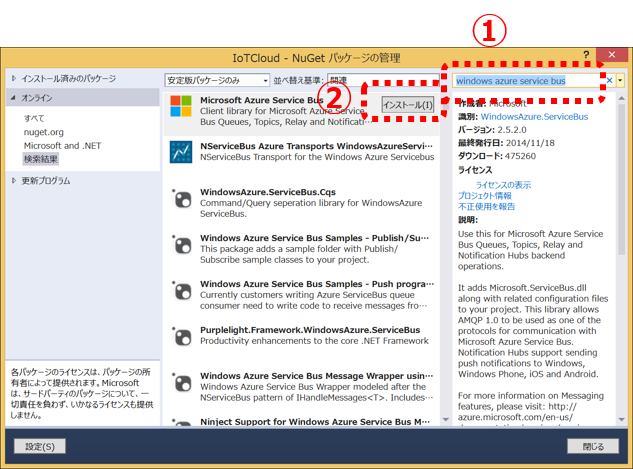 ①
IoTCloud - NuGet パッケージの管理
?
×
▷ インストール済みのパッケージ
◢ オンライン
すべて
nuget.org
Microsoft and .NET
検索結果
▷ 更新プログラム
各パッケージのライセンスは、パッケージの所
有者によって提供されます。Microsoft
は、サードパーティのパッケージについて、一
切責任を負わず、いかなるライセンスも提供
しません。
安定版パッケージのみ
並べ替え基準:
関連
②
Microsoft Azure Service Bus
インストール(I)
Client library for Microsoft Azure Service
Bus Queues, Topics, Relay and Notificati…
NServiceBus Azure Transports WindowsAzureServi…
NServiceBus Transport for the Windows Azure Servicebus
WindowsAzure.ServiceBus.Cqs
Command/Query seperation library for WindowsAzure
ServiceBus.
Windows Azure Service Bus Samples - Publish/Su…
This package adds a sample folder with Publish/
Subscribe sample classes to your project.
Windows Azure Service Bus Samples - Push progra…
Currently customers writing Azure ServiceBus queue
consumer need to write code to receive messages fro…
Purplelight.Framework.WindowsAzure.ServiceBus
Productivity enhancements to the core .NET Framework
Windows Azure Service Bus Message Wrapper usin…
Windows Azure Service Bus Wrapper modeled after the
NServiceBus pattern of IHandleMessages<T>. Includes…
Ninject Support for Windows Azure Service Bus M…
windows azure service bus
×
作成者: Microsoft
識別: WindowsAzure.ServiceBus
バージョン: 2.5.2.0
最終発行日: 2014/11/18
ダウンロード: 475260
ライセンス
ライセンスの表示
プロジェクト情報
不正使用を報告
説明:
Use this for Microsoft Azure Service
Bus Queues, Topics, Relay and
Notification Hubs backend
operations.
It adds Microsoft.ServiceBus.dll
along with related configuration files
to your project. This library allows
AMQP 1.0 to be used as one of the
protocols for communication with
Microsoft Azure Service Bus.
Notification Hubs support sending
push notifications to Windows,
Windows Phone, iOS and Android.
For more information on Messaging
features, please visit: http://
azure.microsoft.com/en-us/
設定(S)
閉じる